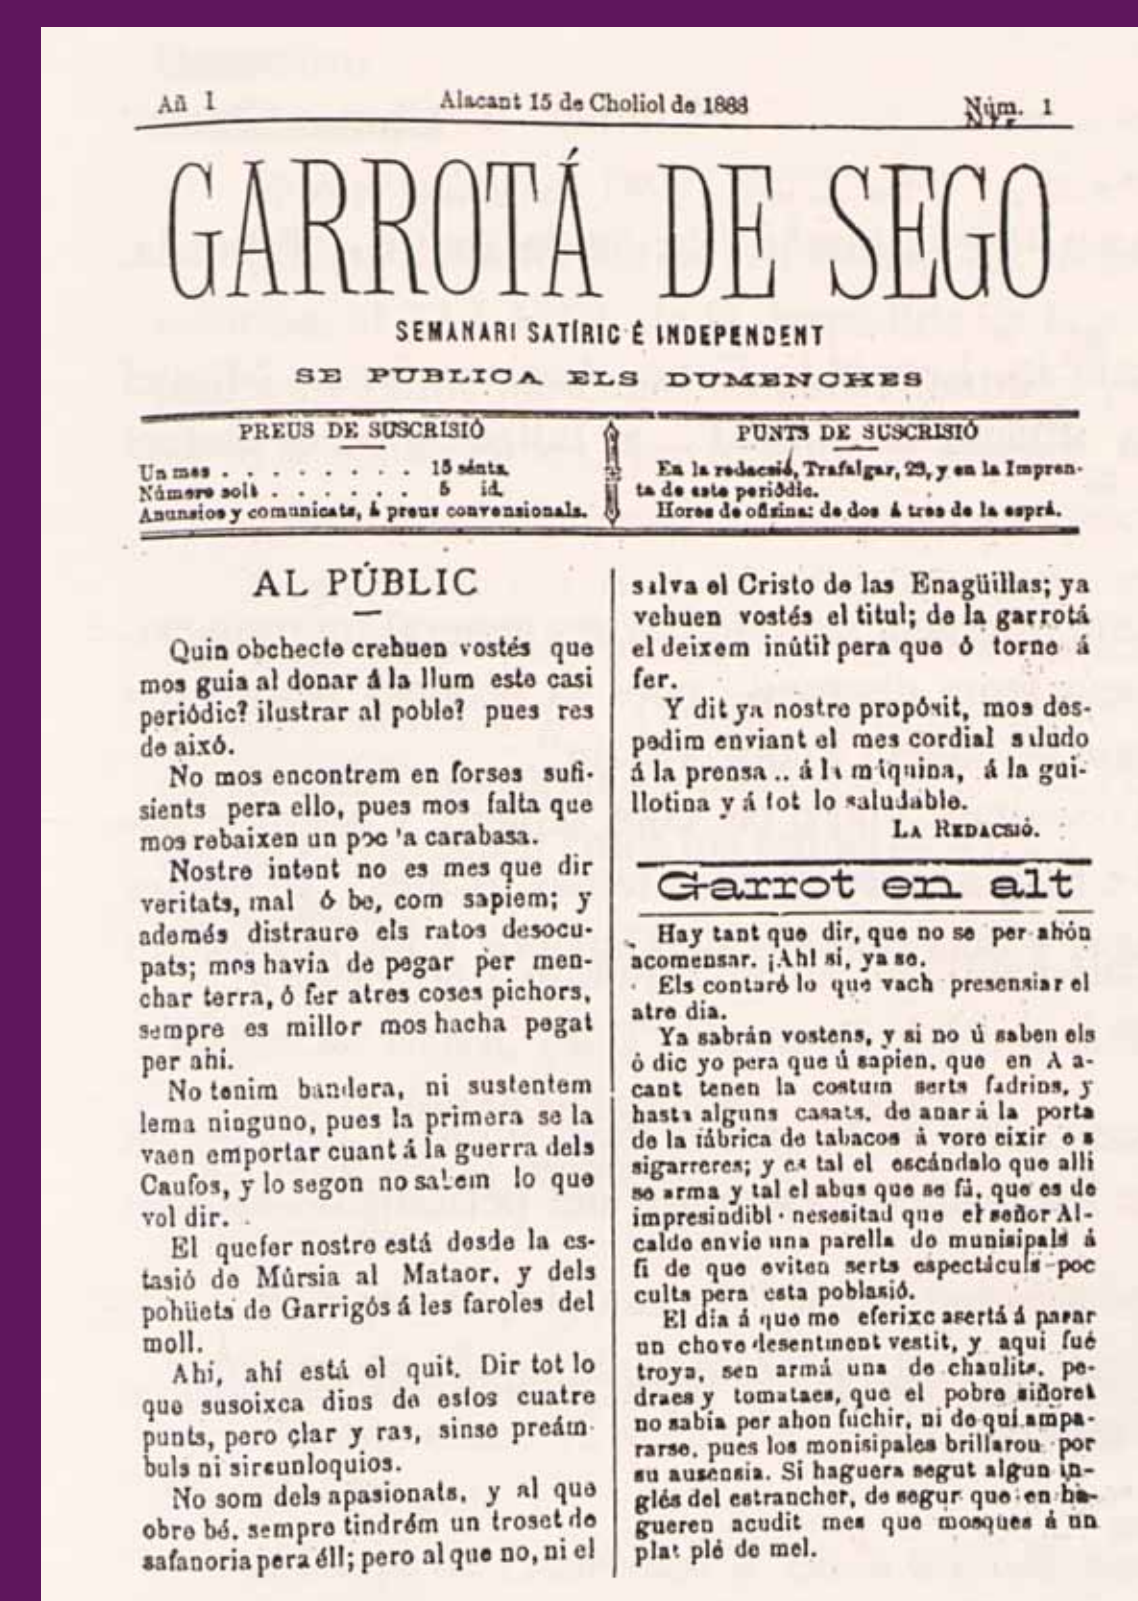 Añ I
Alacant 15 de Choliol de 1888
Núm. 1
GARROTÁ DE SEGO
SEMANARI SATÍRIC É INDEPENDENT
SE PUBLICA ELS DUMENCHES
PREUS DE SUSCRISIÓ
Un mes . . . . . . . . 15 sénts.
Número solt . . . . . . 5 id.
Anunsios y comunicats, á preus convensionals.
PUNTS DE SUSCRISIÓ
En la redacsió, Trafalgar, 29, y en la Impren-
ta de este periódic.
Hores de ofisina: de dos á tres de la esprá.
AL PÚBLIC
Quin obchecte crehuen vostés que
mos guia al donar á la llum este casi
periódic? ilustrar al poble? pues res
de aixó.
No mos encontrem en forses sufi-
sients pera ello, pues mos falta que
mos rebaixen un poc 'a carabasa.
Nostre intent no es mes que dir
veritats, mal ó be, com sapiem; y
además distraure els ratos desocu-
pats; mos havia de pegar per men-
char terra, ó fer atres coses pichors,
sempre es millor mos hacha pegat
per ahi.
No tenim bandera, ni sustentem
lema ninguno, pues la primera se la
vaen emportar cuant á la guerra dels
Caufos, y lo segon no sabem lo que
vol dir.
El quefer nostre está desde la es-
tasió de Múrsia al Mataor, y dels
pohüets de Garrigós á les faroles del
moll.
Ahí, ahí está el quit. Dir tot lo
que susoixca dins de estos cuatre
punts, pero çlar y ras, sinse preám-
buls ni sircunloquios.
No som dels apasionats, y al que
obre bé, sempre tindrém un troset de
safanoria pera éll; pero al que no, ni el
salva el Cristo de las Enagüillas; ya
vehuen vostés el titul; de la garrotá
el deixem inútil pera que ó torne á
fer.
Y dit ya nostre propósit, mos des-
pedim enviant el mes cordial saludo
á la prensa .. á la máquina, á la gui-
llotina y á tot lo saludable.
LA REDACSIÓ.
Garrot en alt
Hay tant que dir, que no se per ahón
acomensar. ¡Ah! si, ya se.
Els contaré lo que vach presensiar el
atre dia.
Ya sabrán vostens, y si no ú saben els
ó dic yo pera que ú sapien, que en A a-
cant tenen la costum serts fadrins, y
hasta alguns casats, de anar á la porta
de la fábrica de tabacos á vore eixir e s
sigarreres; y es tal el escándalo que alli
se arma y tal el abus que se fá, que es de
impresindibl nesesitad que el señor Al-
calde envie una parella de munisipals á
fi de que eviten serts espectáculs poc
cults pera esta poblasió.
El dia á que me eferixc asertá á pasar
un chove desentment vestit, y aqui fué
troya, sen armá una de chaulits, pe-
draes y tomataes, que el pobre siñoret
no sabia per ahon fuchir, ni de qui ampa-
rarse, pues los monisipales brillarou por
su ausensia. Si haguera segut algun in-
glés del estrancher, de segur que en ha-
gueren acudit mes que mosques á un
plat plé de mel.